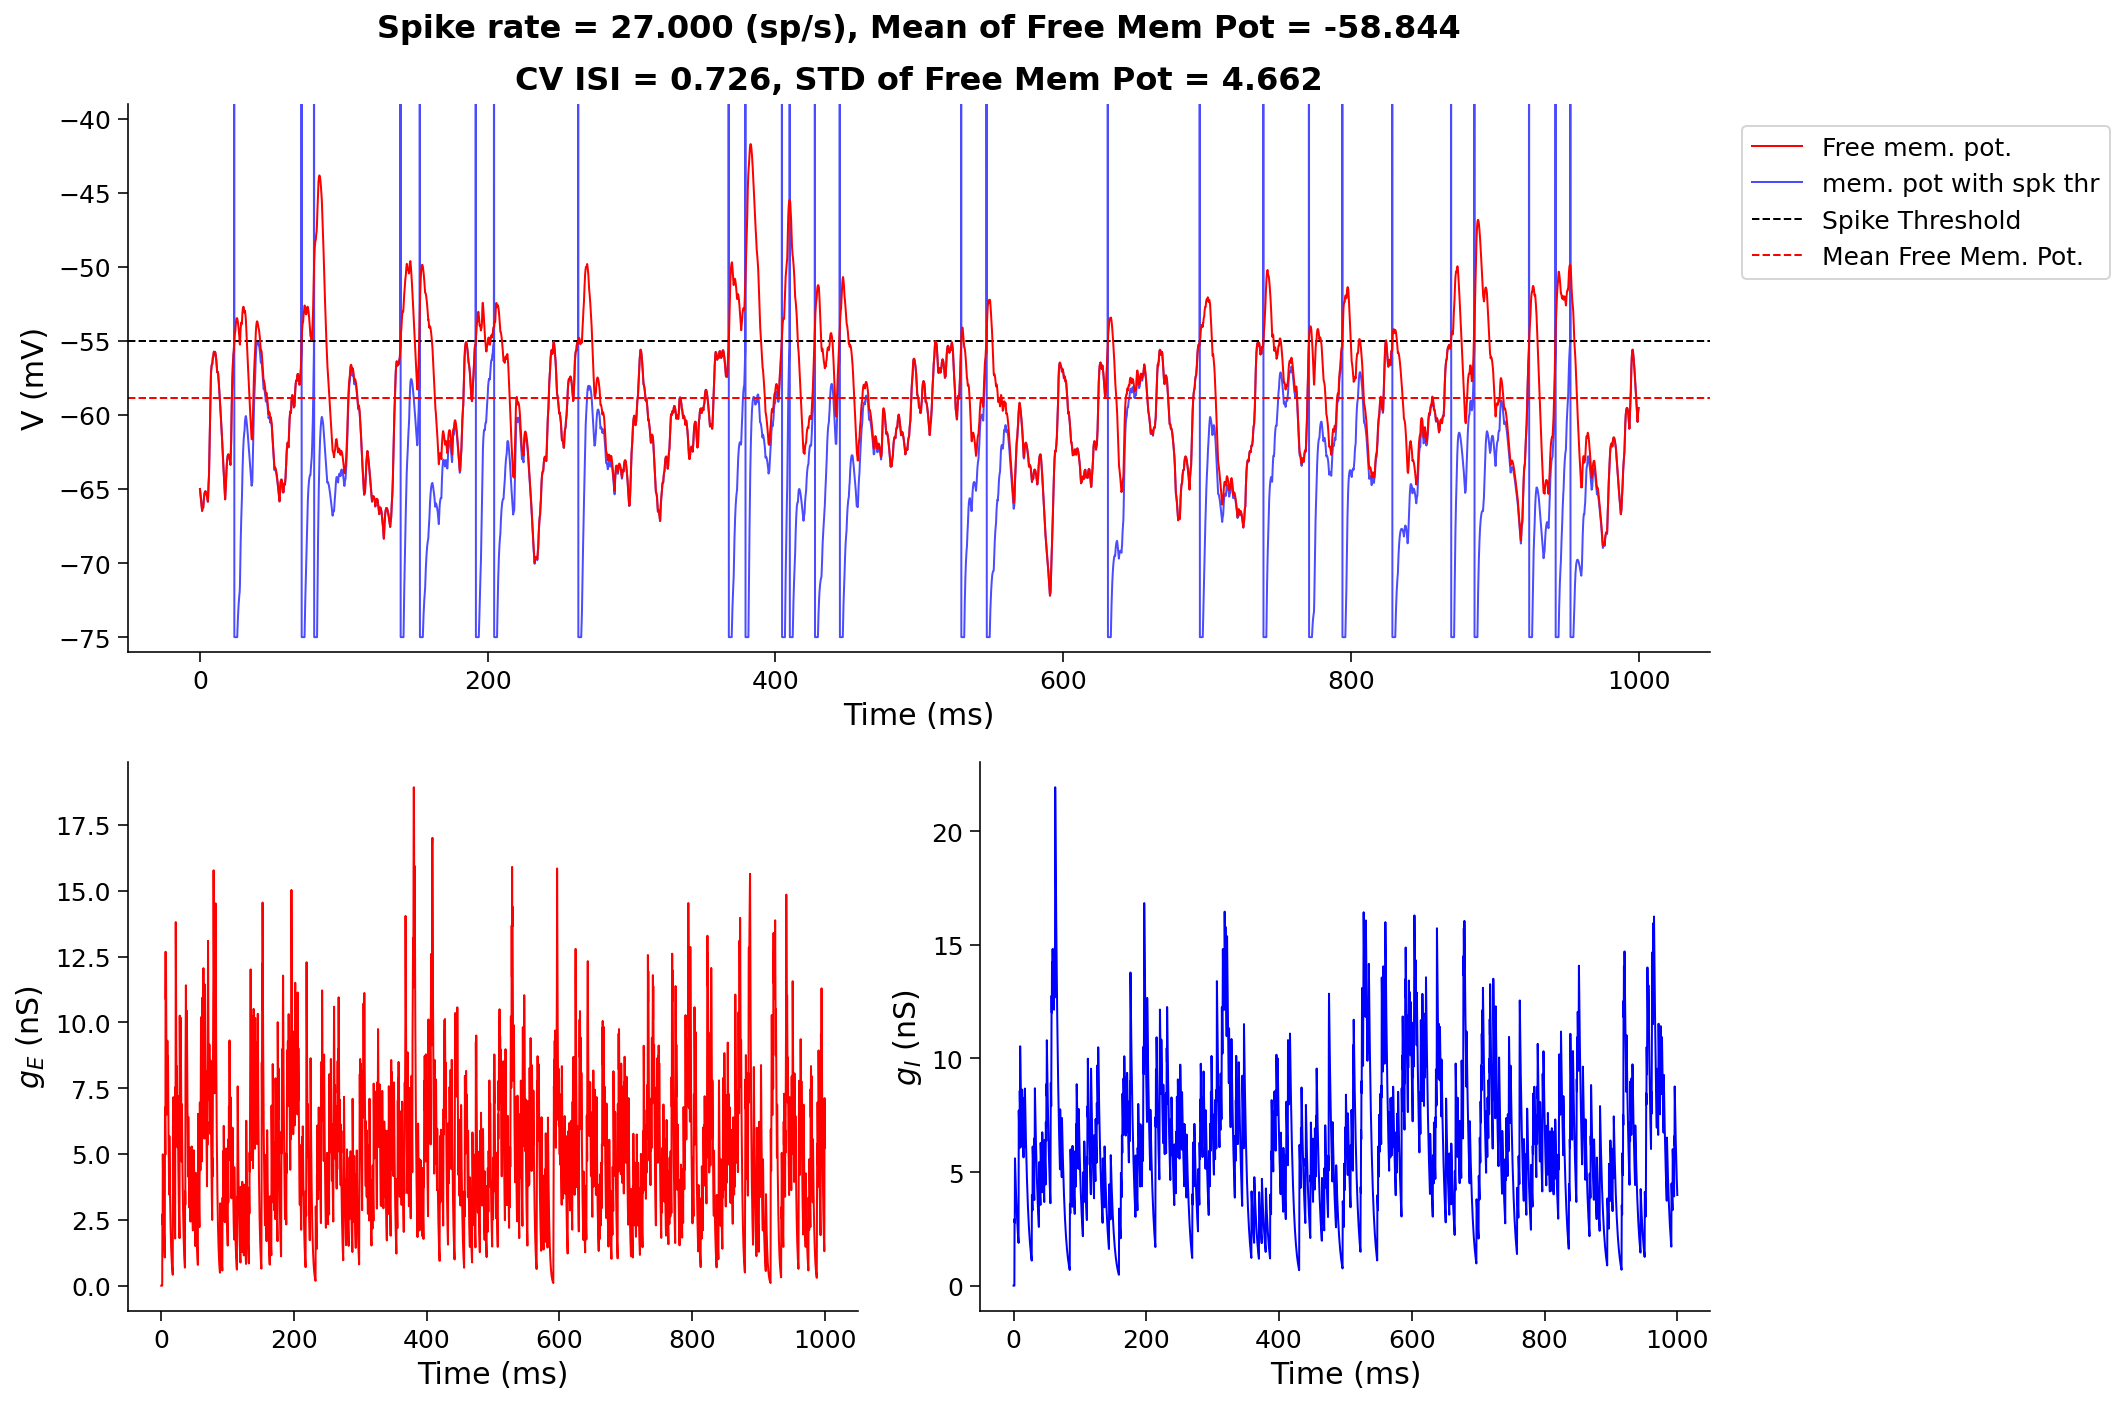 Spike rate = 27.000 (sp/s), Mean of Free Mem Pot = -58.844
CV ISI = 0.726, STD of Free Mem Pot = 4.662
V (mV)
−40
−45
−50
−55
−60
−65
−70
−75
0 200 400 600 800 1000
Time (ms)
Free mem. pot.
mem. pot with spk thr
Spike Threshold
Mean Free Mem. Pot.
g_E (nS)
17.5
15.0
12.5
10.0
7.5
5.0
2.5
0.0
0 200 400 600 800 1000
Time (ms)
g_I (nS)
20
15
10
5
0
0 200 400 600 800 1000
Time (ms)